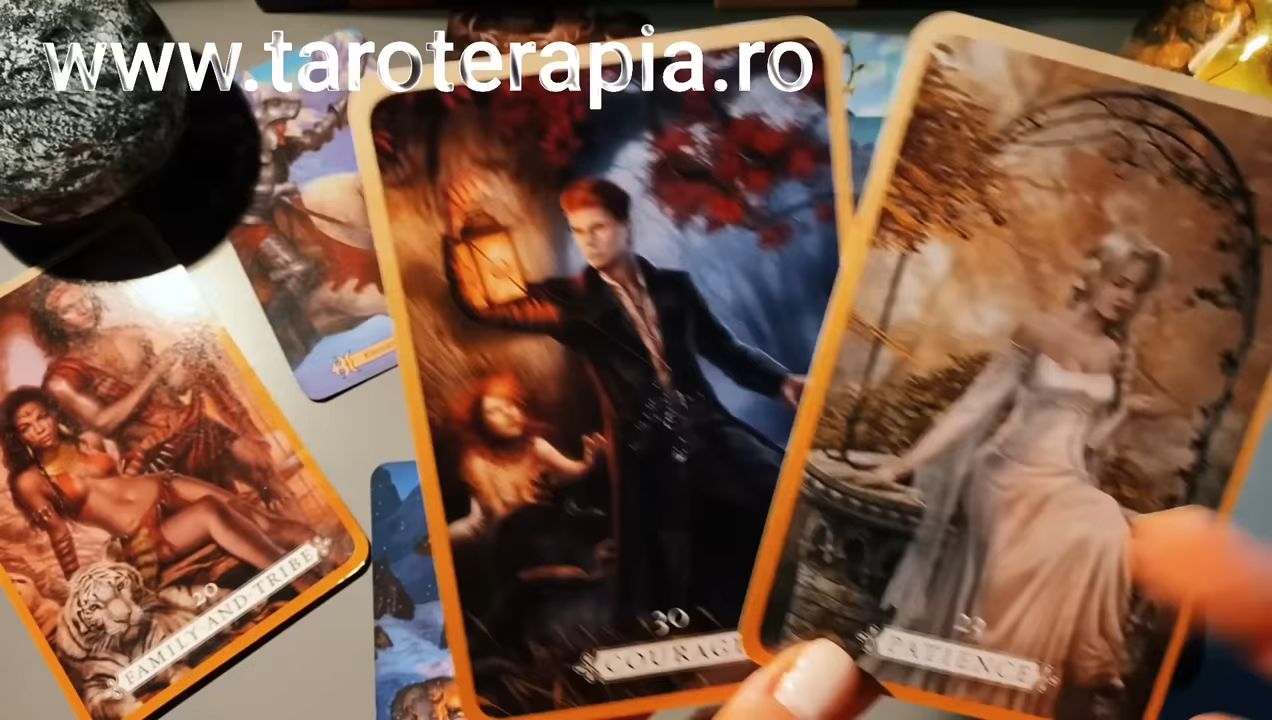 www.taroterapia.ro
30
COURAGE
23
PATIENCE
20
FAMILY AND TRIBE